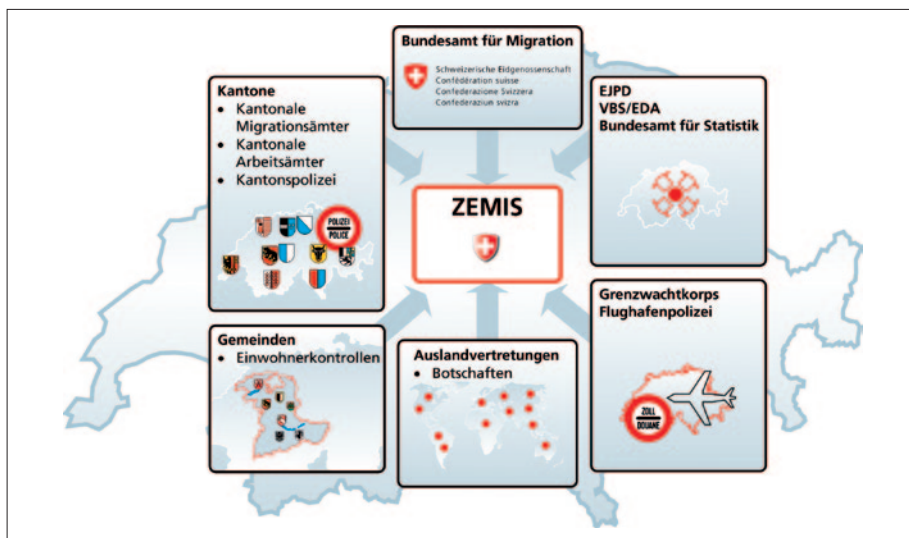 Bundesamt für Migration
Schweizerische Eidgenossenschaft
Confédération suisse
Confederazione Svizzera
Confederaziun svizra
Kantone
• Kantonale
Migrationsämter
• Kantonale
Arbeitsämter
• Kantonspolizei
POLIZEI
POLICE
EJPD
VBS/EDA
Bundesamt für Statistik
ZEMIS
Gemeinden
• Einwohnerkontrollen
Auslandvertretungen
• Botschaften
Grenzwachtkorps
Flughafenpolizei
ZOLL
DOUANE